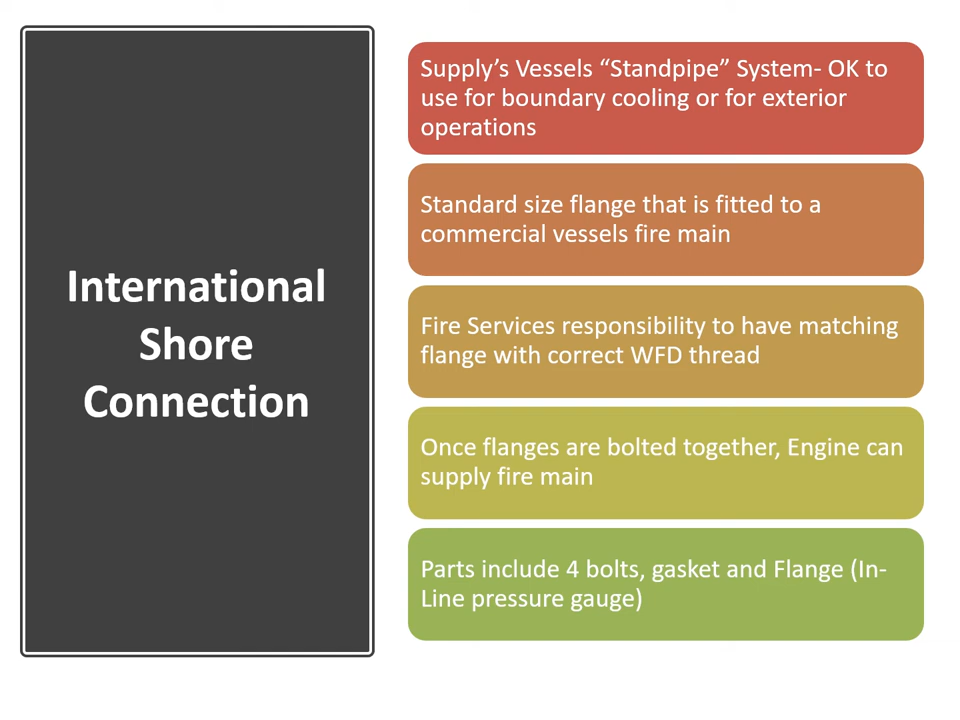 International
Shore
Connection
Supply’s Vessels “Standpipe” System- OK to
use for boundary cooling or for exterior
operations
Standard size flange that is fitted to a
commercial vessels fire main
Fire Services responsibility to have matching
flange with correct WFD thread
Once flanges are bolted together, Engine can
supply fire main
Parts include 4 bolts, gasket and Flange (In-
Line pressure gauge)